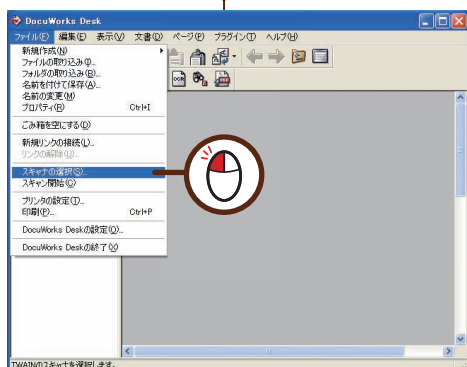 DocuWorks Desk
ファイル(F) 編集(E) 表示(V) 文書(D) ページ(P) プラグイン(T) ヘルプ(H)
新規作成(N)
ファイルの取り込み(I)...
フォルダの取り込み(B)...
名前を付けて保存(A)...
名前の変更(M)
プロパティ(R) Ctrl+I
ごみ箱を空にする(D)
新規リンクの接続(L)...
リンクの解除(U)...
スキャナの選択(S)...
スキャン開始(C)
プリンタの設定(T)...
印刷(P)... Ctrl+P
DocuWorks Deskの設定(O)...
DocuWorks Deskの終了(X)
OCR
TWAINのスキャナを選択します。